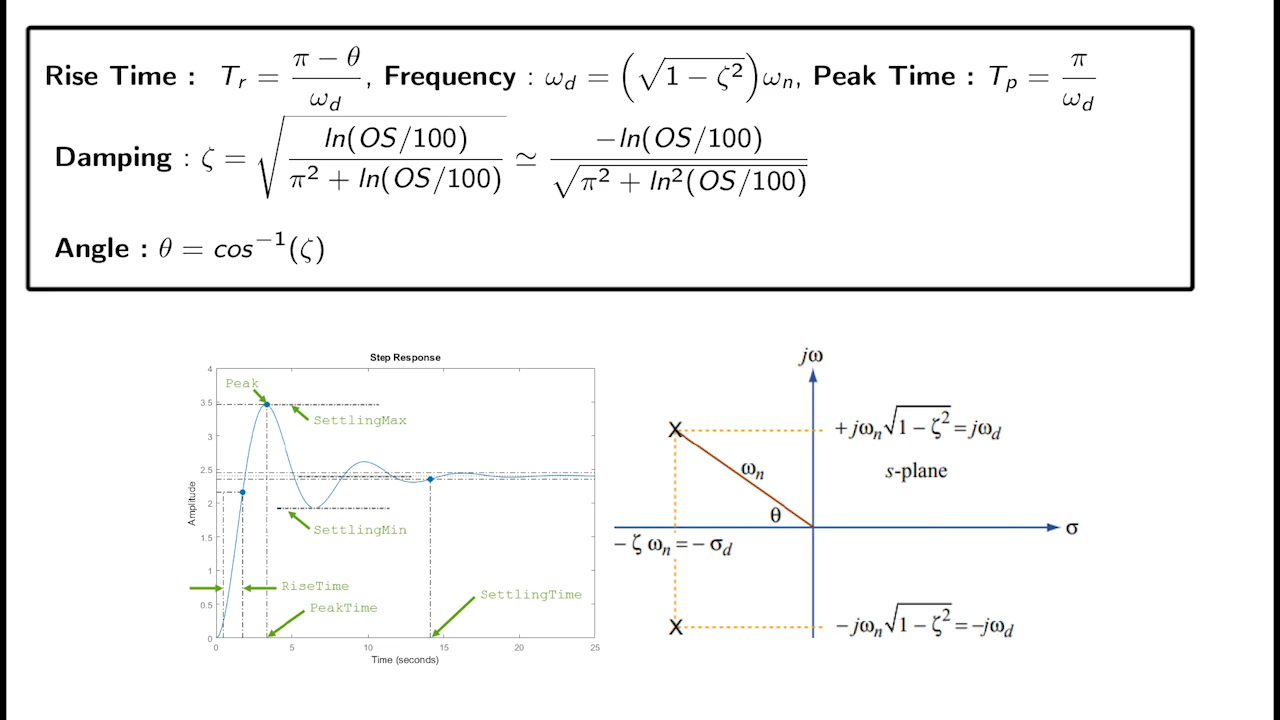 Rise Time : T_r = (π − θ)/ω_d, Frequency : ω_d = (√(1 − ζ²))ω_n, Peak Time : T_p = π/ω_d
Damping : ζ = √(ln(OS/100)/(π² + ln(OS/100))) ≃ −ln(OS/100)/√(π² + ln²(OS/100))
Angle : θ = cos⁻¹(ζ)
Step Response
Peak
SettlingMax
SettlingMin
RiseTime
PeakTime
SettlingTime
Amplitude
4
3.5
3
2.5
2
1.5
1
0.5
0
0 5 10 15 20 25
Time (seconds)
jω
+jω_n√(1 − ζ²) = jω_d
s-plane
ω_n
θ
σ
− ζ ω_n = − σ_d
− jω_n√(1 − ζ²) = −jω_d
X
X